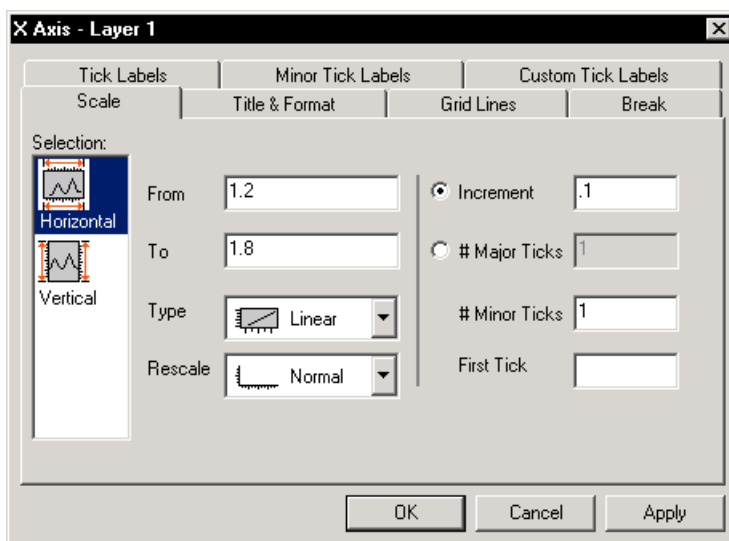 X Axis - Layer 1
Tick Labels
Minor Tick Labels
Custom Tick Labels
Scale
Title & Format
Grid Lines
Break
Selection:
Horizontal
Vertical
From 1.2
To 1.8
Type Linear
Rescale Normal
Increment .1
# Major Ticks 1
# Minor Ticks 1
First Tick
OK
Cancel
Apply